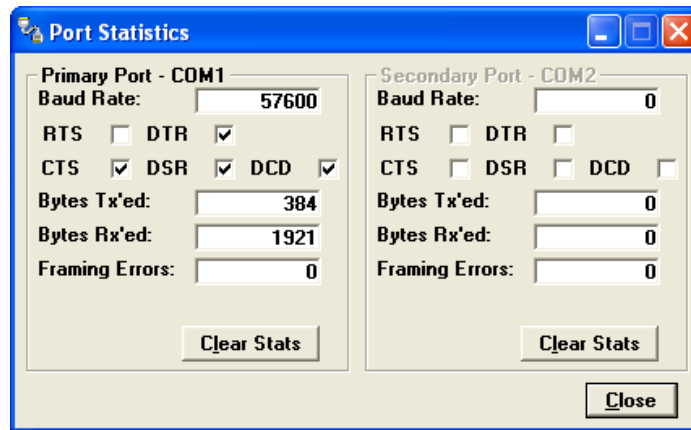 Port Statistics
Primary Port - COM1
Baud Rate: 57600
RTS DTR
CTS DSR DCD
Bytes Tx'ed: 384
Bytes Rx'ed: 1921
Framing Errors: 0
Clear Stats
Secondary Port - COM2
Baud Rate: 0
RTS DTR
CTS DSR DCD
Bytes Tx'ed: 0
Bytes Rx'ed: 0
Framing Errors: 0
Clear Stats
Close